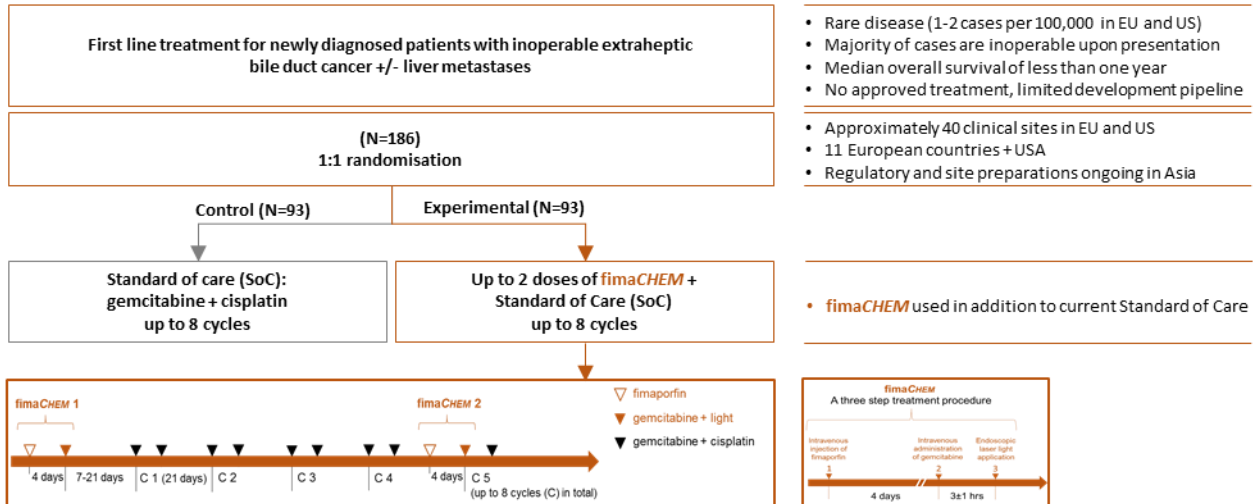 First line treatment for newly diagnosed patients with inoperable extraheptic
bile duct cancer +/- liver metastases
• Rare disease (1-2 cases per 100,000 in EU and US)
• Majority of cases are inoperable upon presentation
• Median overall survival of less than one year
• No approved treatment, limited development pipeline
(N=186)
1:1 randomisation
• Approximately 40 clinical sites in EU and US
• 11 European countries + USA
• Regulatory and site preparations ongoing in Asia
Control (N=93)
Experimental (N=93)
Standard of care (SoC):
gemcitabine + cisplatin
up to 8 cycles
Up to 2 doses of fimaCHEM +
Standard of Care (SoC)
up to 8 cycles
• fimaCHEM used in addition to current Standard of Care
fimaCHEM 1
fimaCHEM 2
fimaporfin
gemcitabine + light
gemcitabine + cisplatin
4 days
7-21 days
C 1 (21 days)
C 2
C 3
C 4
4 days
C 5
(up to 8 cycles (C) in total)
fimaCHEM
A three step treatment procedure
Intravenous
injection of
fimaporfin
1
Intravenous
administration
of gemcitabine
2
Endoscopic
laser light
application
3
4 days
3±1 hrs